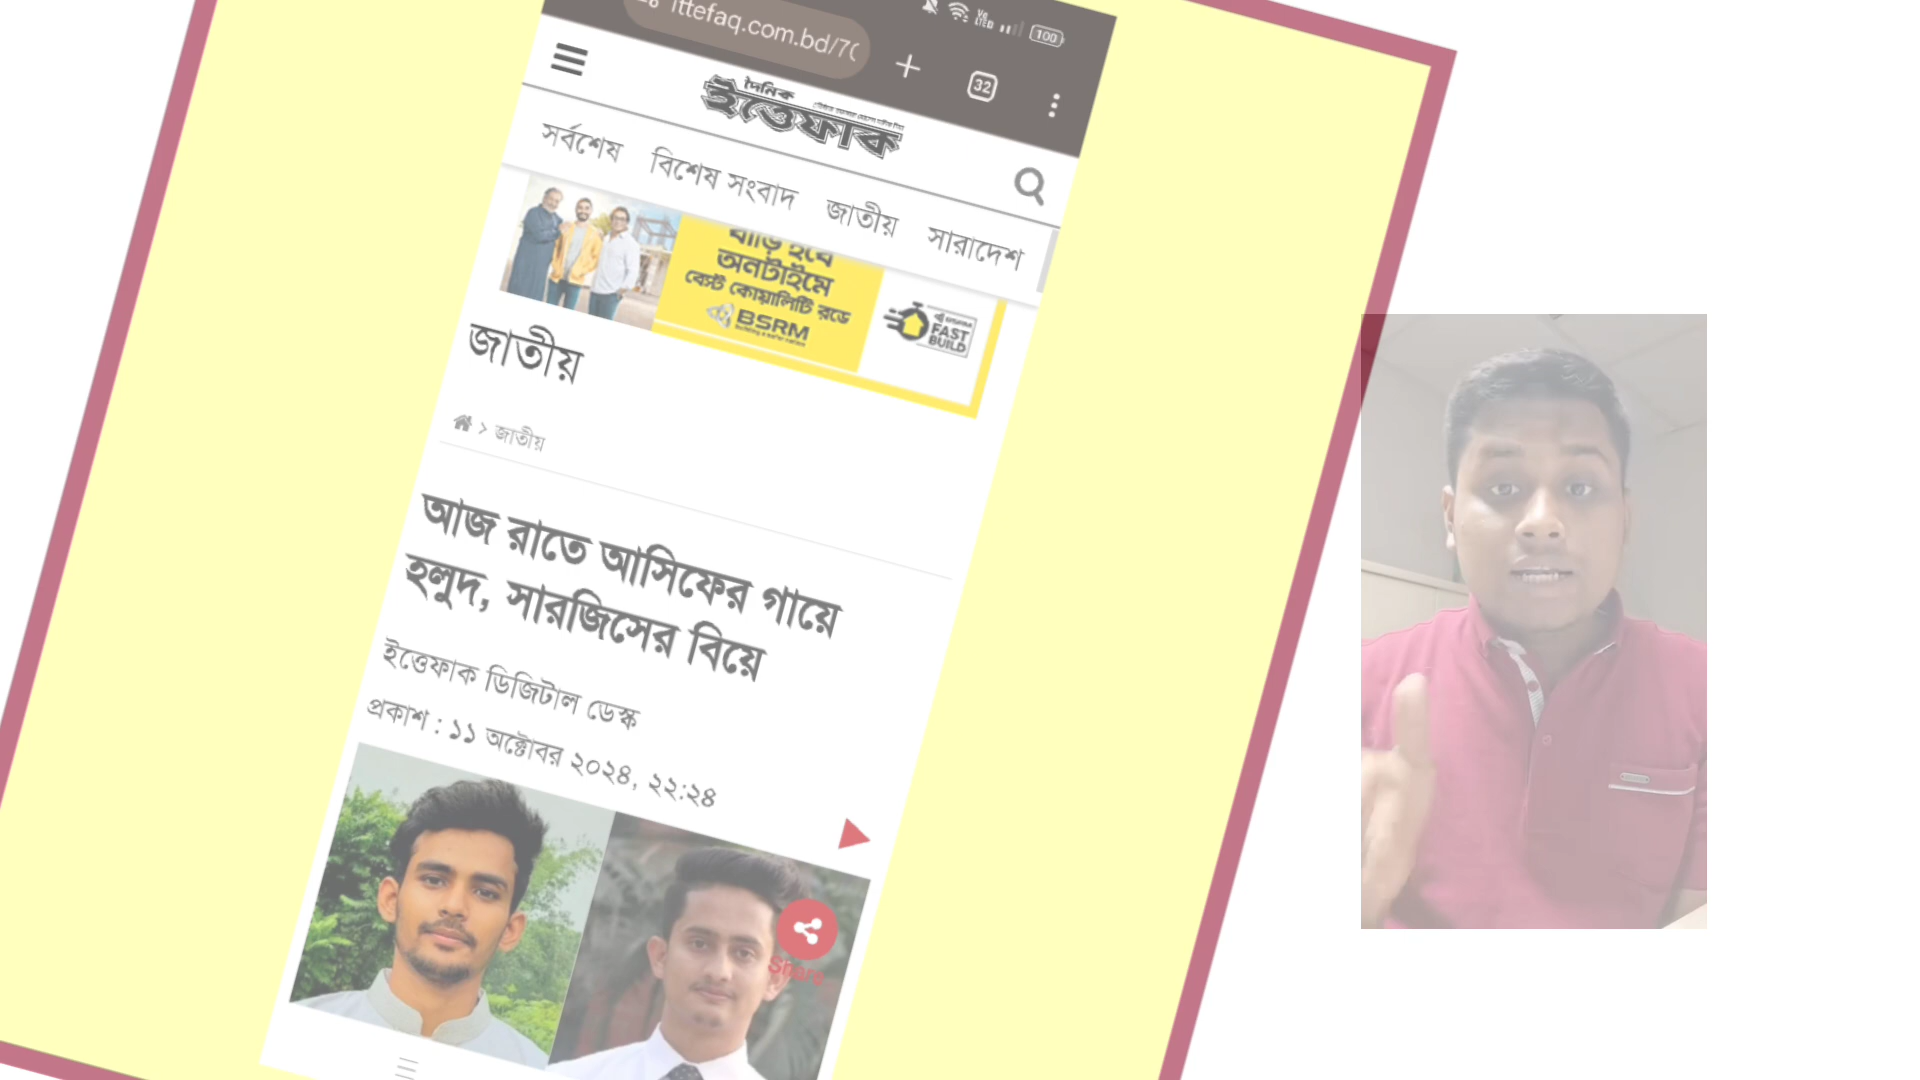 ittefaq.com.bd/7
32
100
দৈনিক
ইত্তেফাক
সর্বশেষ বিশেষ সংবাদ জাতীয় সারাদেশ
বাড়ি হবে
অনটাইমে
বেস্ট কোয়ালিটি রডে
BSRM
FAST
BUILD
জাতীয়
> জাতীয়
আজ রাতে আসিফের গায়ে
হলুদ, সারজিসের বিয়ে
ইত্তেফাক ডিজিটাল ডেস্ক
প্রকাশ : ১১ অক্টোবর ২০২৪, ২২:২৪
Share